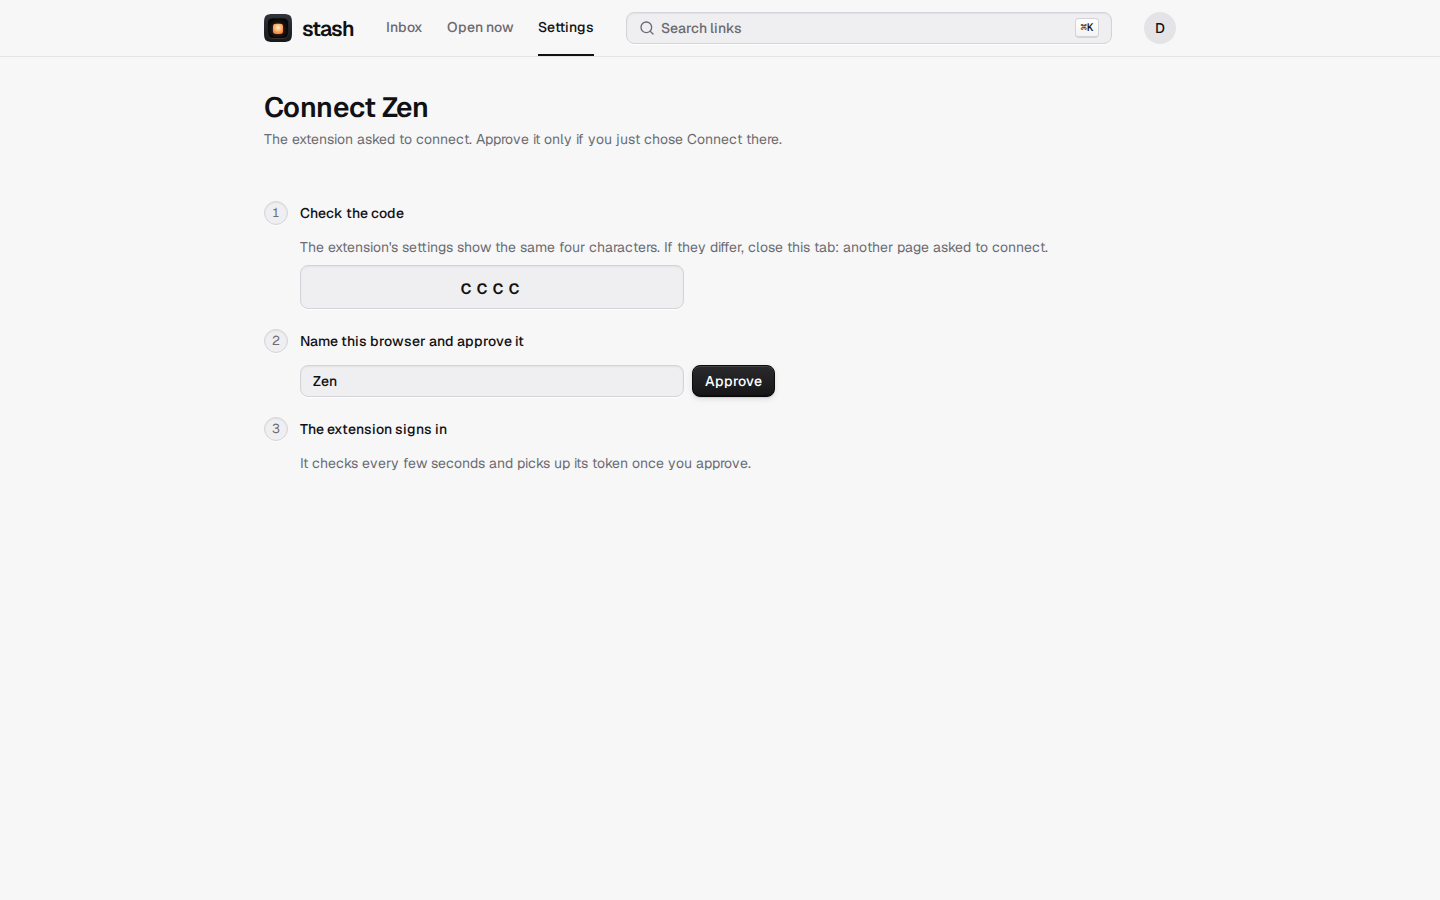 stash
Inbox
Open now
Settings
Search links
⌘K
D
Connect Zen
The extension asked to connect. Approve it only if you just chose Connect there.
1
Check the code
The extension's settings show the same four characters. If they differ, close this tab: another page asked to connect.
C C C C
2
Name this browser and approve it
Zen
Approve
3
The extension signs in
It checks every few seconds and picks up its token once you approve.